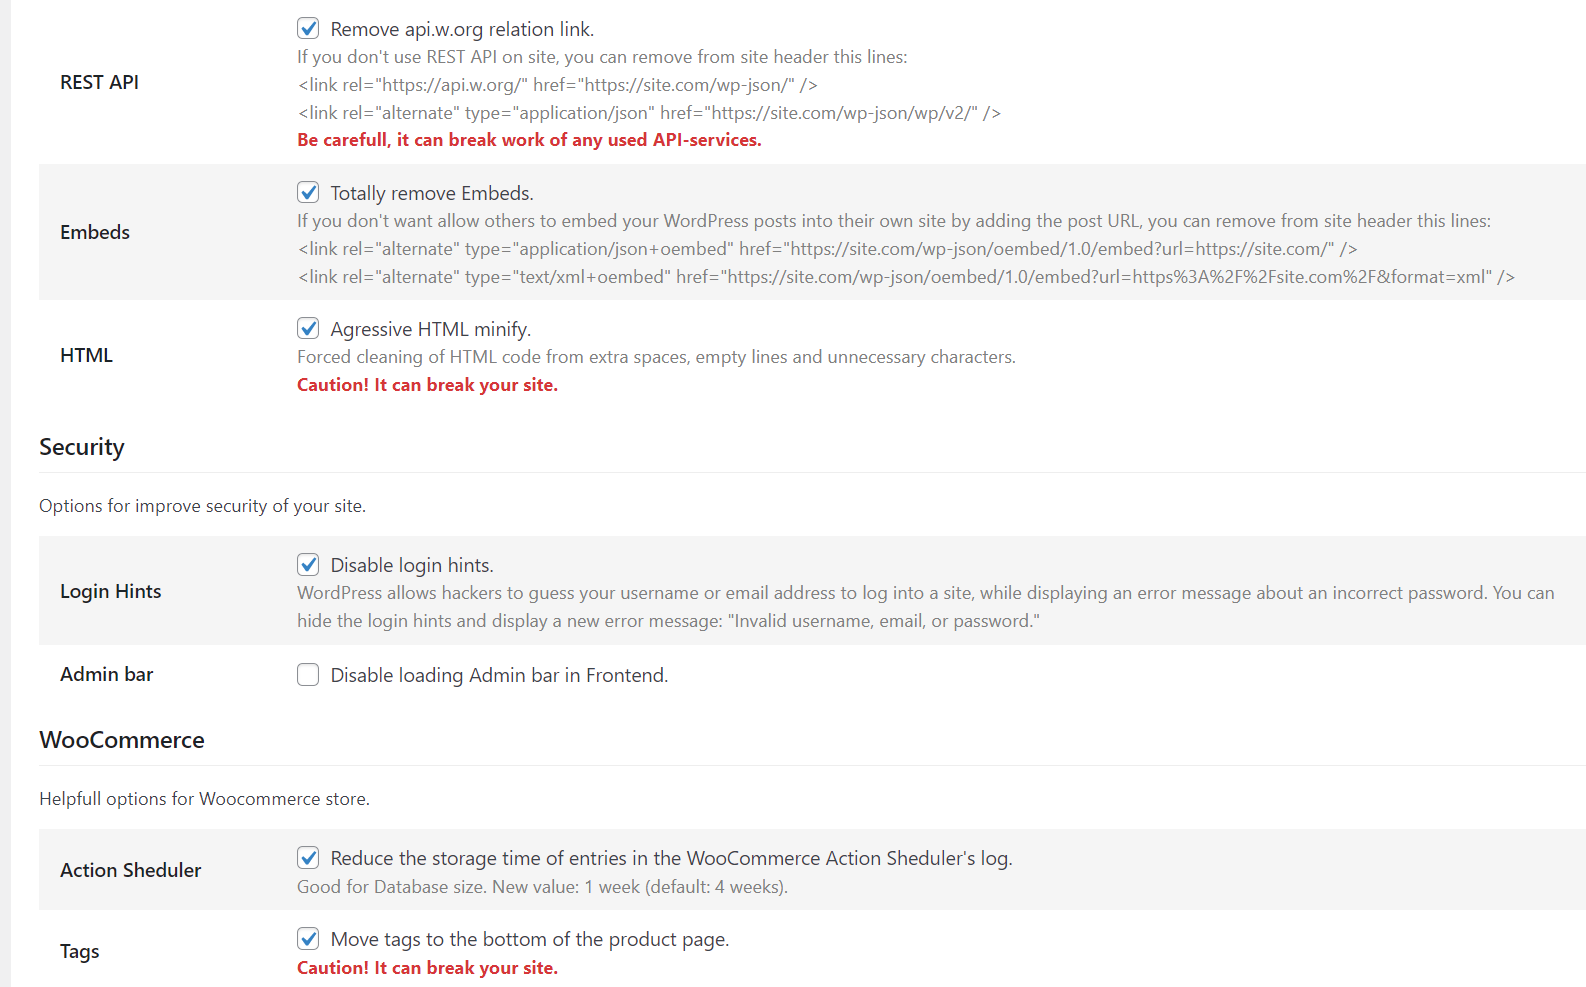 Remove api.w.org relation link.
If you don't use REST API on site, you can remove from site header this lines:
REST API
<link rel="https://api.w.org/" href="https://site.com/wp-json/" />
<link rel="alternate" type="application/json" href="https://site.com/wp-json/wp/v2/" />
Be carefull, it can break work of any used API-services.
Totally remove Embeds.
If you don't want allow others to embed your WordPress posts into their own site by adding the post URL, you can remove from site header this lines:
Embeds
<link rel="alternate" type="application/json+oembed" href="https://site.com/wp-json/oembed/1.0/embed?url=https://site.com/" />
<link rel="alternate" type="text/xml+oembed" href="https://site.com/wp-json/oembed/1.0/embed?url=https%3A%2F%2Fsite.com%2F&format=xml" />
Agressive HTML minify.
HTML
Forced cleaning of HTML code from extra spaces, empty lines and unnecessary characters.
Caution! It can break your site.
Security
Options for improve security of your site.
Disable login hints.
Login Hints
WordPress allows hackers to guess your username or email address to log into a site, while displaying an error message about an incorrect password. You can
hide the login hints and display a new error message: "Invalid username, email, or password."
Admin bar
Disable loading Admin bar in Frontend.
WooCommerce
Helpfull options for Woocommerce store.
Action Sheduler
Reduce the storage time of entries in the WooCommerce Action Sheduler's log.
Good for Database size. New value: 1 week (default: 4 weeks).
Tags
Move tags to the bottom of the product page.
Caution! It can break your site.